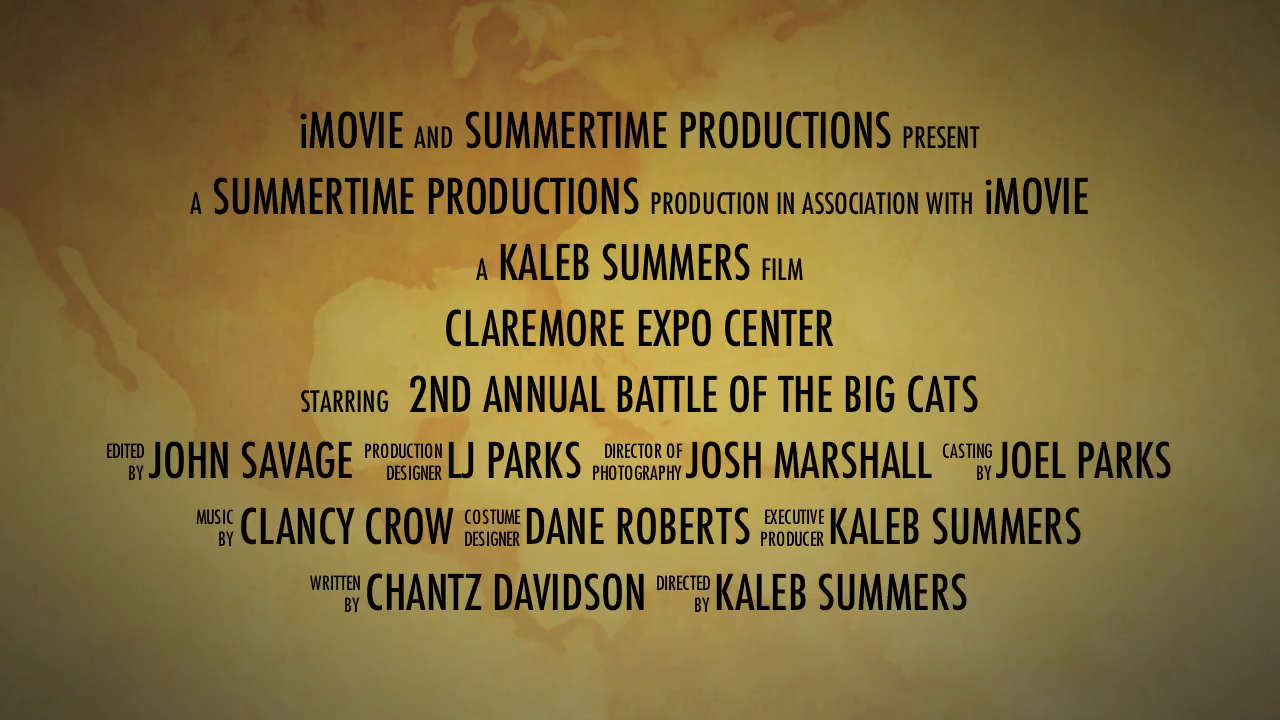 iMOVIE AND SUMMERTIME PRODUCTIONS PRESENT
A SUMMERTIME PRODUCTIONS PRODUCTION IN ASSOCIATION WITH iMOVIE
A KALEB SUMMERS FILM
CLAREMORE EXPO CENTER
STARRING 2ND ANNUAL BATTLE OF THE BIG CATS
EDITED BY JOHN SAVAGE PRODUCTION DESIGNER LJ PARKS DIRECTOR OF PHOTOGRAPHY JOSH MARSHALL CASTING BY JOEL PARKS
MUSIC BY CLANCY CROW COSTUME DESIGNER DANE ROBERTS EXECUTIVE PRODUCER KALEB SUMMERS
WRITTEN BY CHANTZ DAVIDSON DIRECTED BY KALEB SUMMERS